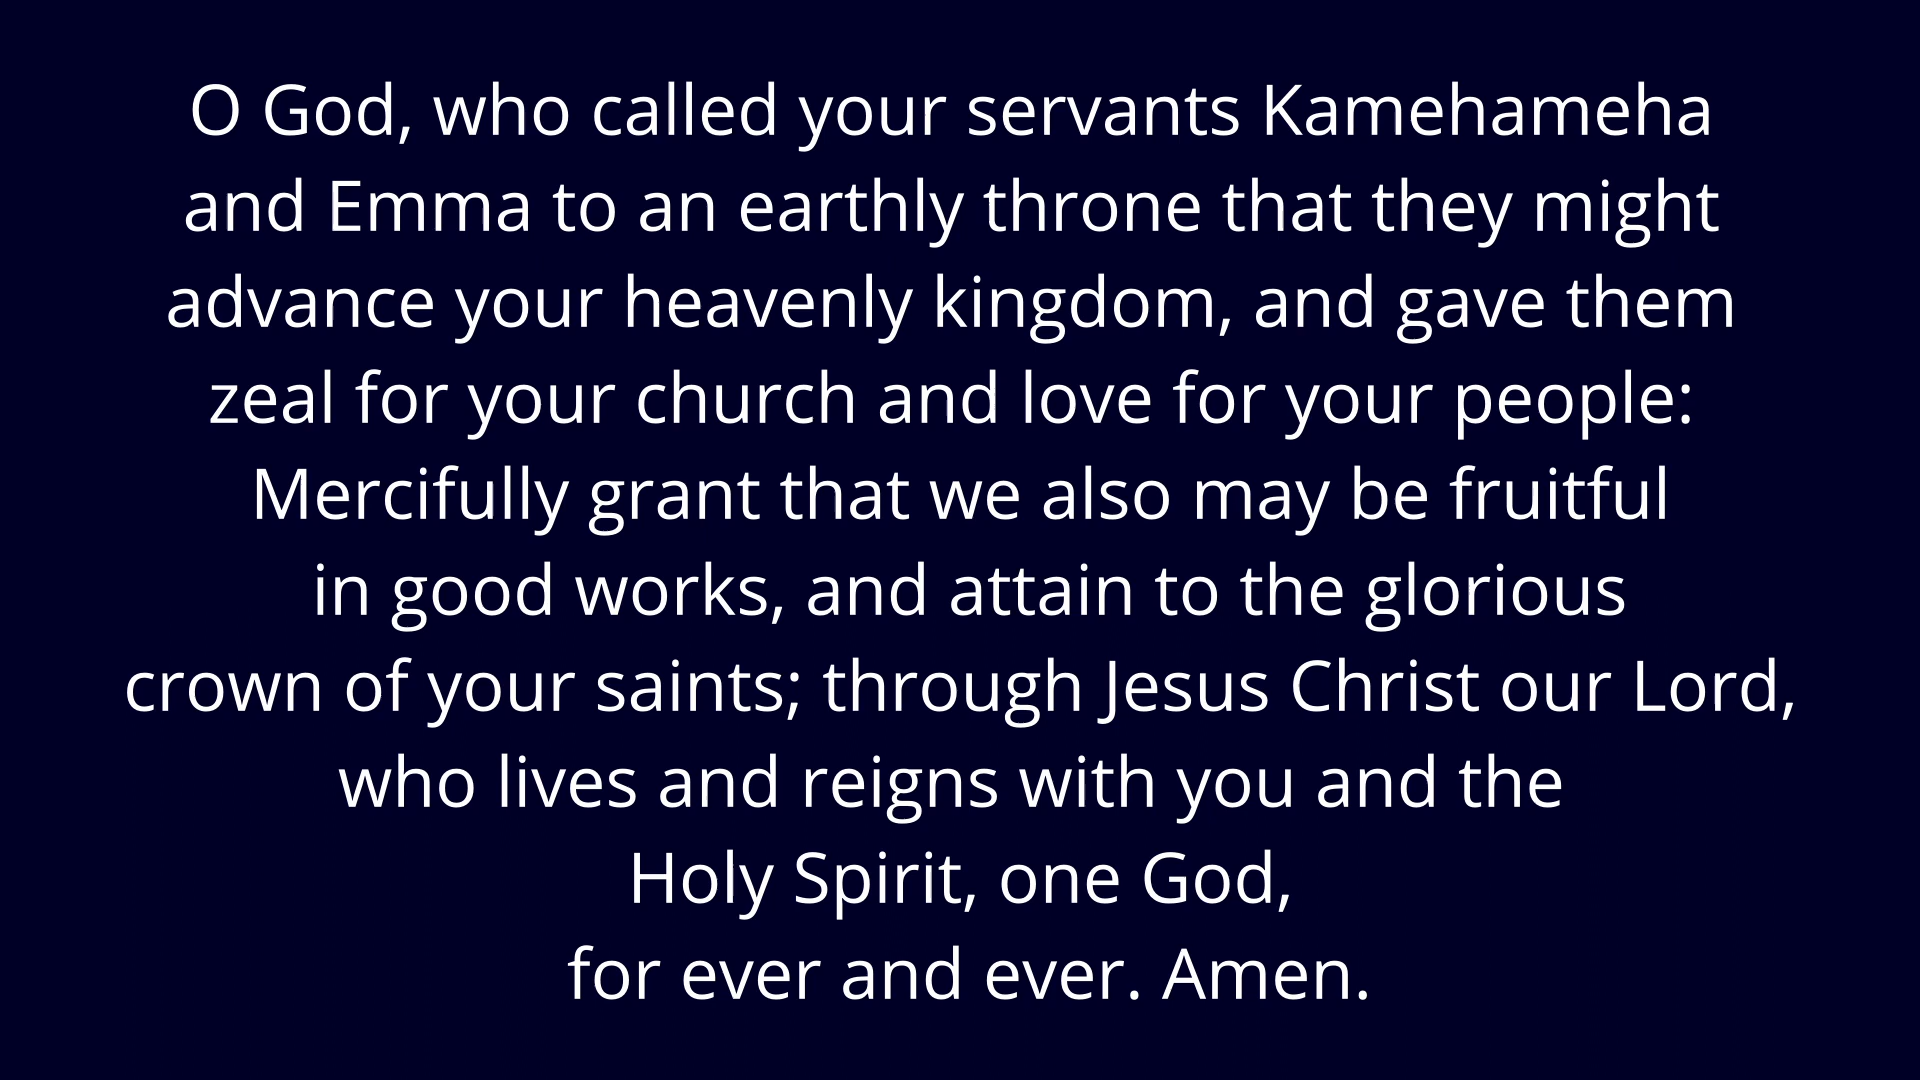 O God, who called your servants Kamehameha
and Emma to an earthly throne that they might
advance your heavenly kingdom, and gave them
zeal for your church and love for your people:
Mercifully grant that we also may be fruitful
in good works, and attain to the glorious
crown of your saints; through Jesus Christ our Lord,
who lives and reigns with you and the
Holy Spirit, one God,
for ever and ever. Amen.